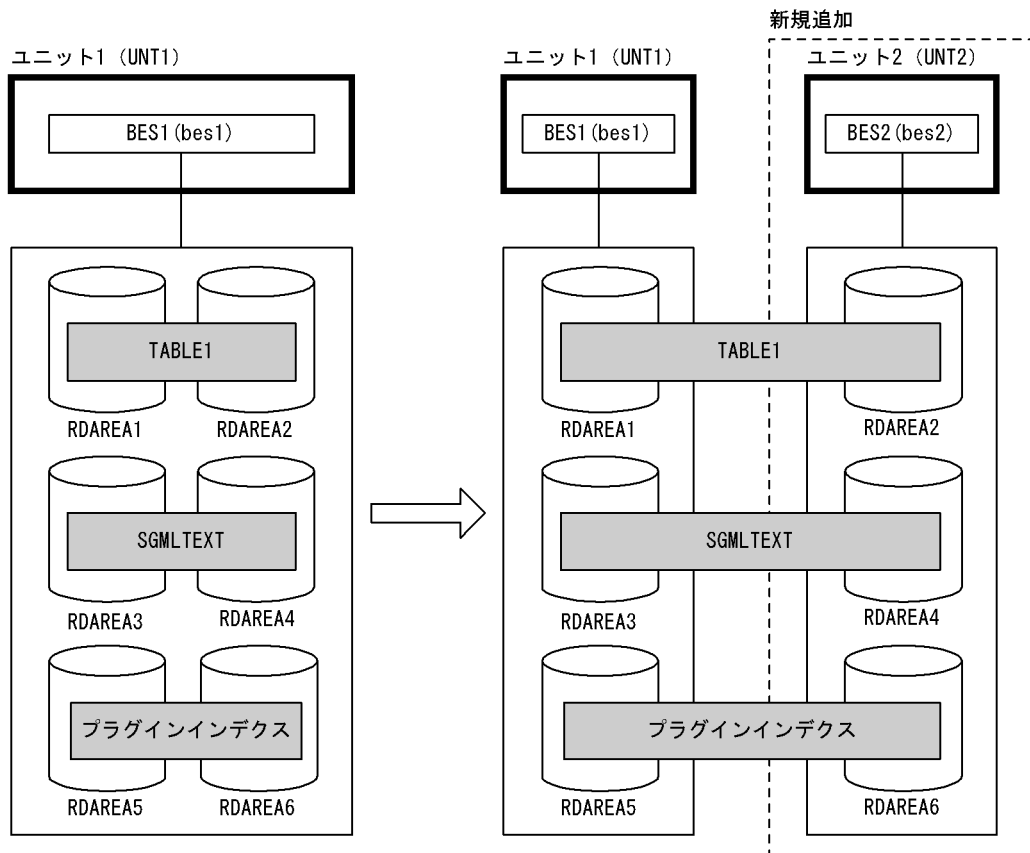 新規追加
ユニット1 (UNT1)
BES1(bes1)
TABLE1
RDAREA1
RDAREA2
SGMLTEXT
RDAREA3
RDAREA4
プラグインインデクス
RDAREA5
RDAREA6
ユニット1 (UNT1)
ユニット2 (UNT2)
BES1(bes1)
BES2(bes2)
TABLE1
RDAREA1
RDAREA2
SGMLTEXT
RDAREA3
RDAREA4
プラグインインデクス
RDAREA5
RDAREA6